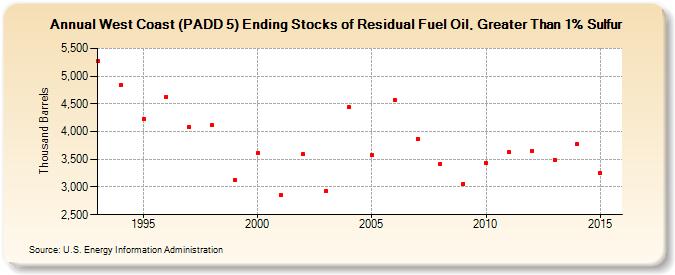 Annual West Coast (PADD 5) Ending Stocks of Residual Fuel Oil, Greater Than 1% Sulfur
Thousand Barrels
5,500
5,000
4,500
4,000
3,500
3,000
2,500
1995 2000 2005 2010 2015
Source: U.S. Energy Information Administration